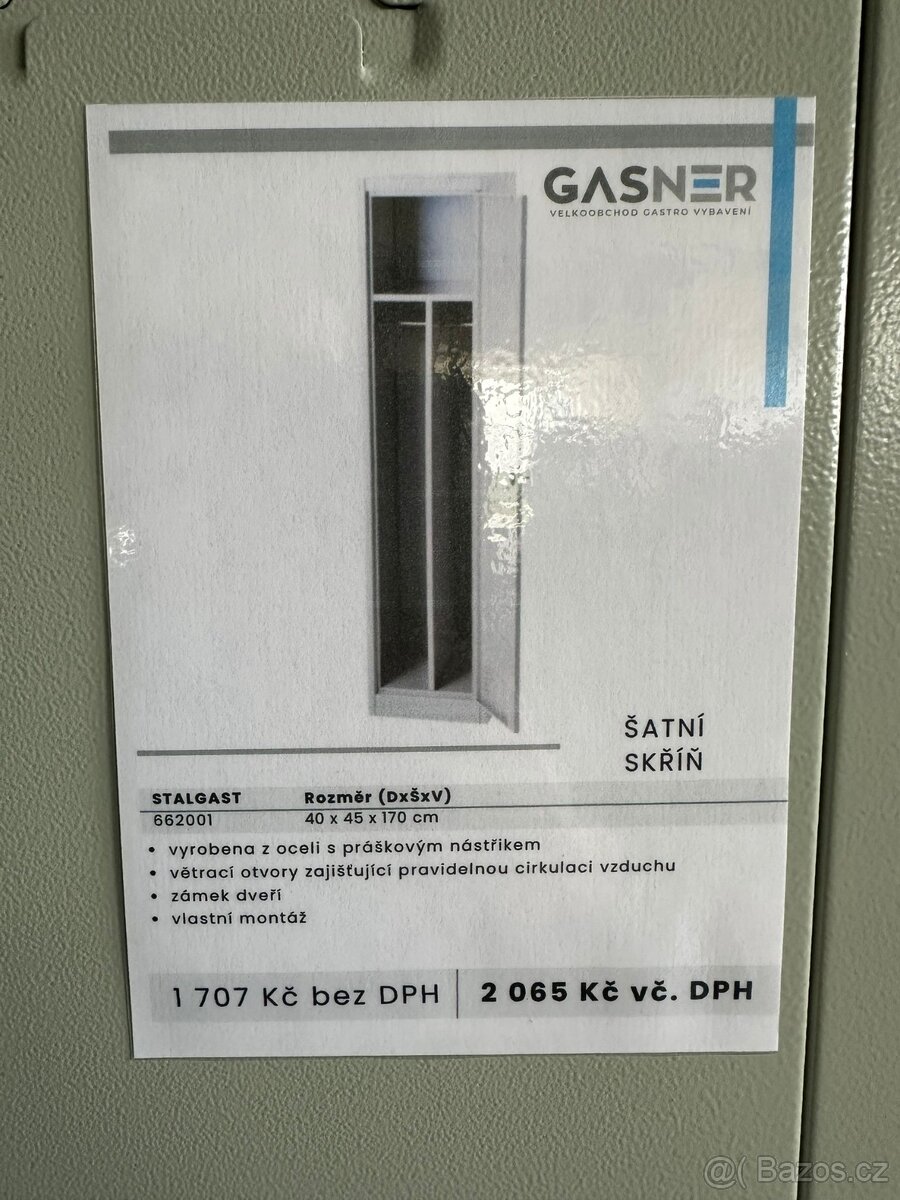 GASNER
VELKOOBCHOD GASTRO VYBAVENÍ
ŠATNÍ
SKŘÍŇ
STALGAST Rozměr (DxŠxV)
662001 40 x 45 x 170 cm
• vyrobena z oceli s práškovým nástřikem
• větrací otvory zajišťující pravidelnou cirkulaci vzduchu
• zámek dveří
• vlastní montáž
1 707 Kč bez DPH 2 065 Kč vč. DPH
@( Bazos.cz